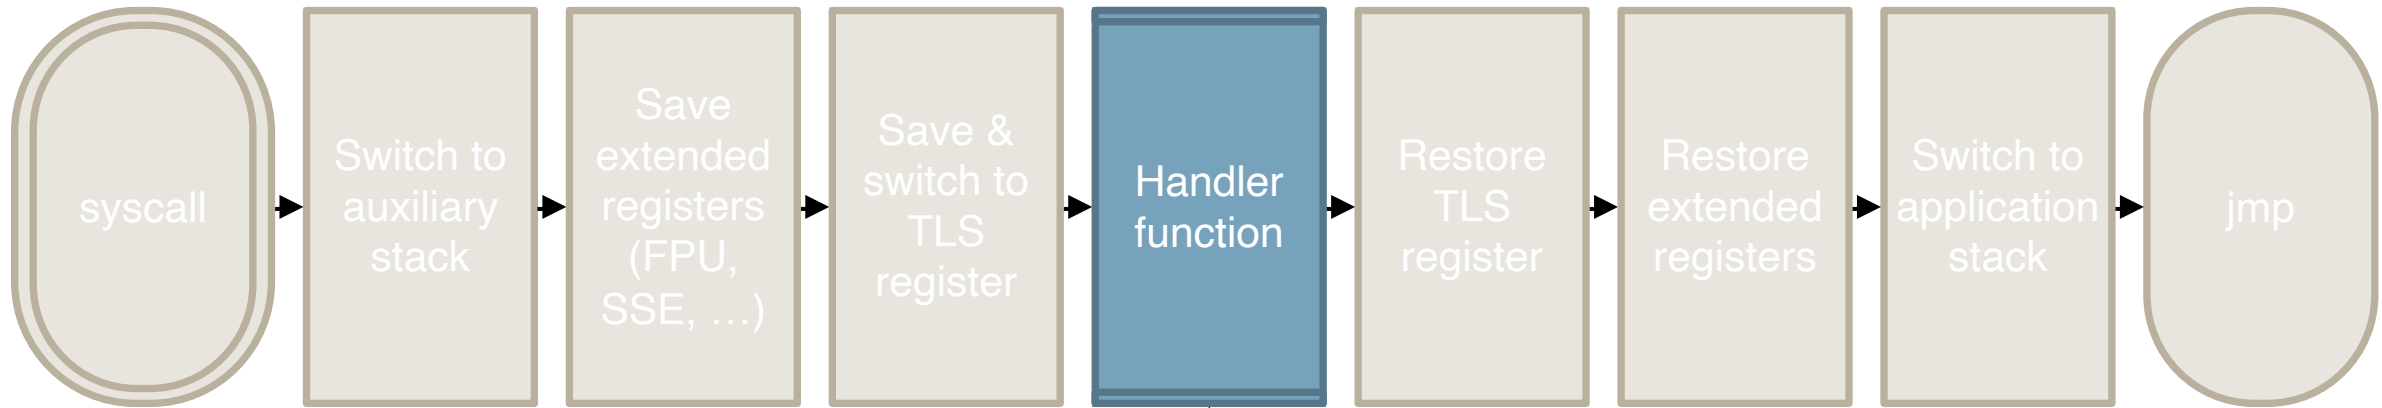 syscall
Switch to
auxiliary
stack
Save
extended
registers
(FPU,
SSE, …)
Save &
switch to
TLS
register
Handler
function
Restore
TLS
register
Restore
extended
registers
Switch to
application
stack
jmp